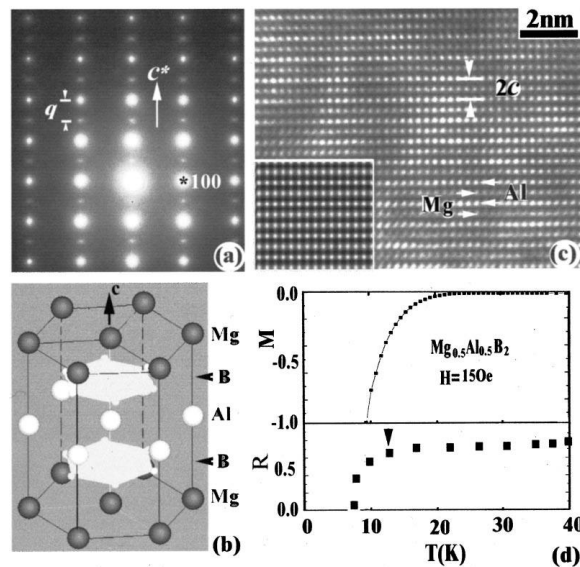 (a)
c*
q
*100
2nm
2c
Al
Mg
(c)
c
Mg
B
Al
B
Mg
(b)
0.0
-0.5
-1.0
M
Mg0.5Al0.5B2
H=15Oe
R
0.5
0.0
0 10 20 30 40
T(K)
(d)